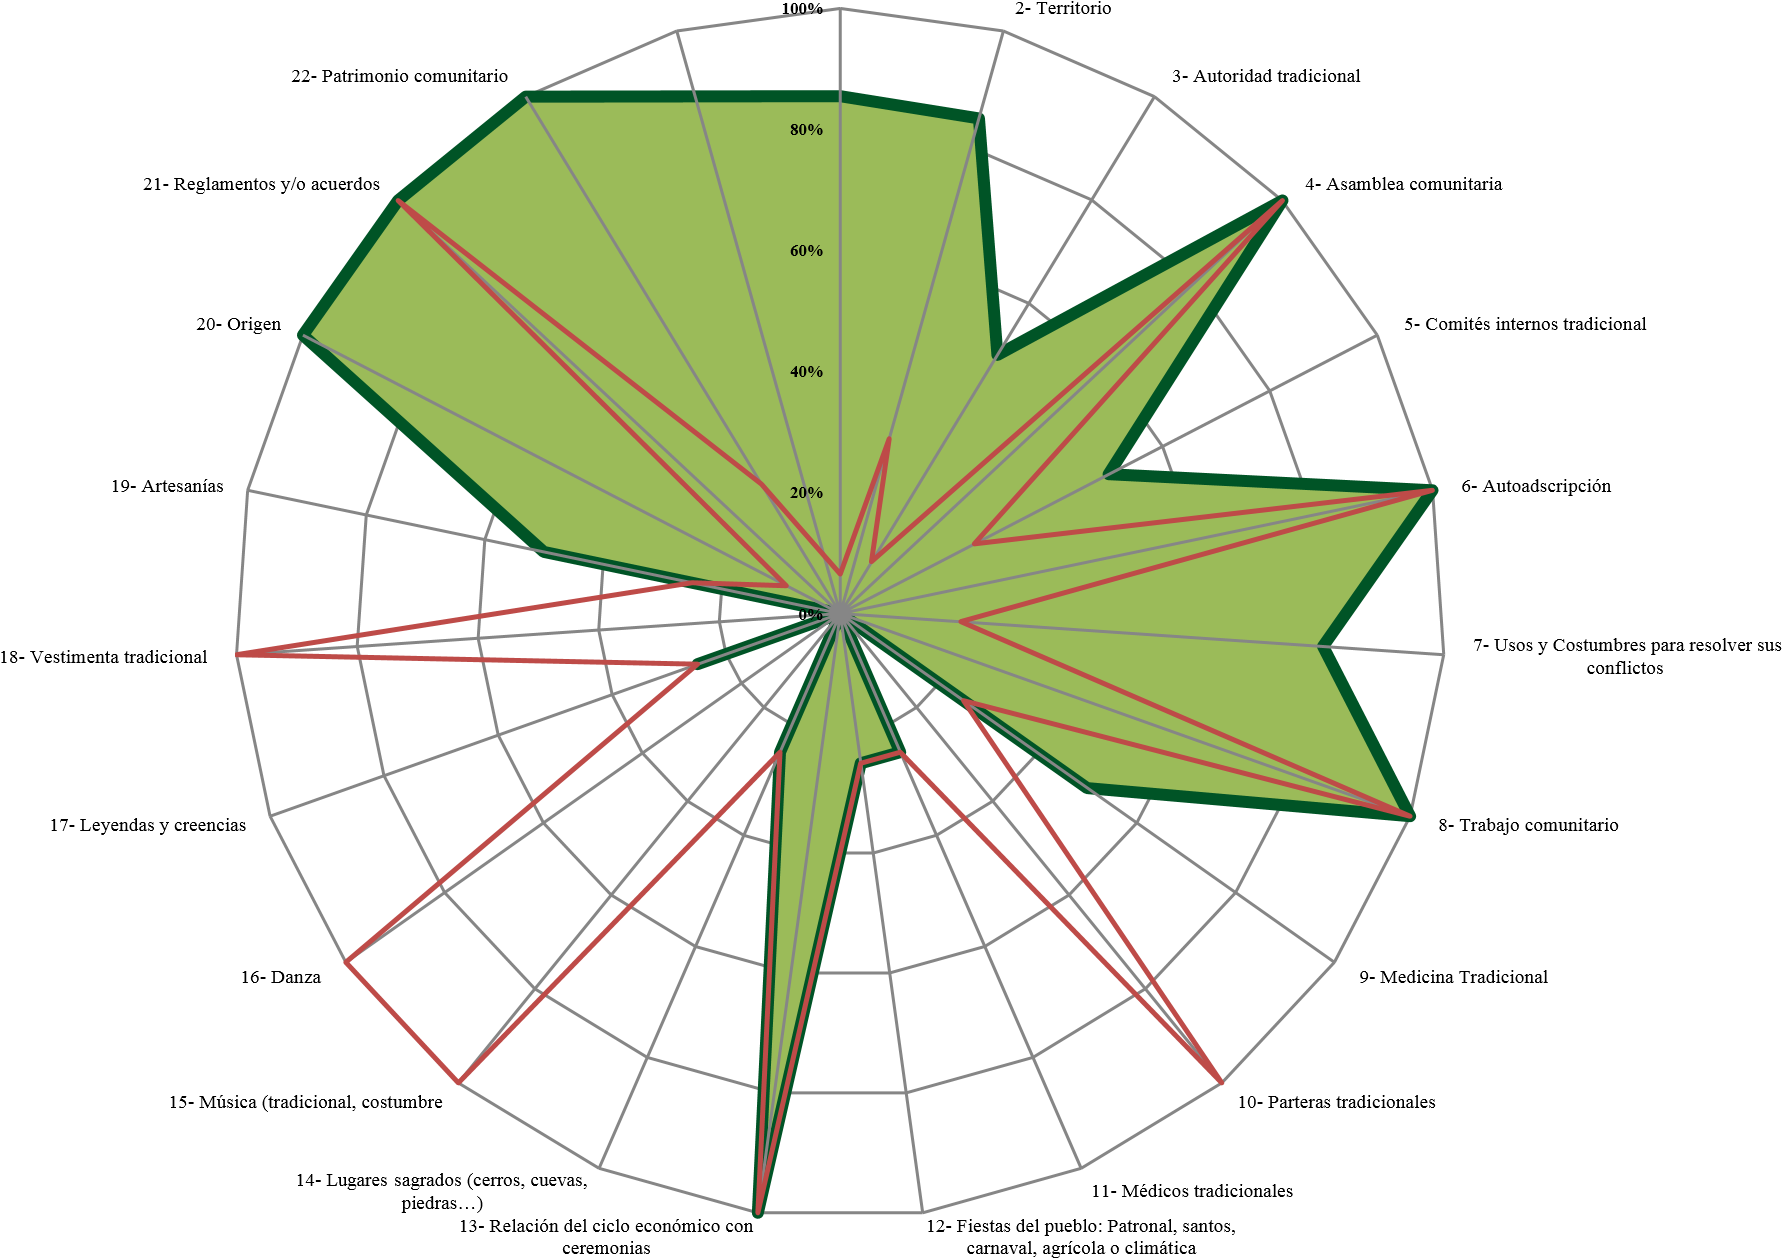 100%
80%
60%
40%
20%
0%
2- Territorio
3- Autoridad tradicional
4- Asamblea comunitaria
5- Comités internos tradicional
6- Autoadscripción
7- Usos y Costumbres para resolver sus
conflictos
8- Trabajo comunitario
9- Medicina Tradicional
10- Parteras tradicionales
11- Médicos tradicionales
12- Fiestas del pueblo: Patronal, santos,
carnaval, agrícola o climática
13- Relación del ciclo económico con
ceremonias
14- Lugares sagrados (cerros, cuevas,
piedras…)
15- Música (tradicional, costumbre
16- Danza
17- Leyendas y creencias
18- Vestimenta tradicional
19- Artesanías
20- Origen
21- Reglamentos y/o acuerdos
22- Patrimonio comunitario